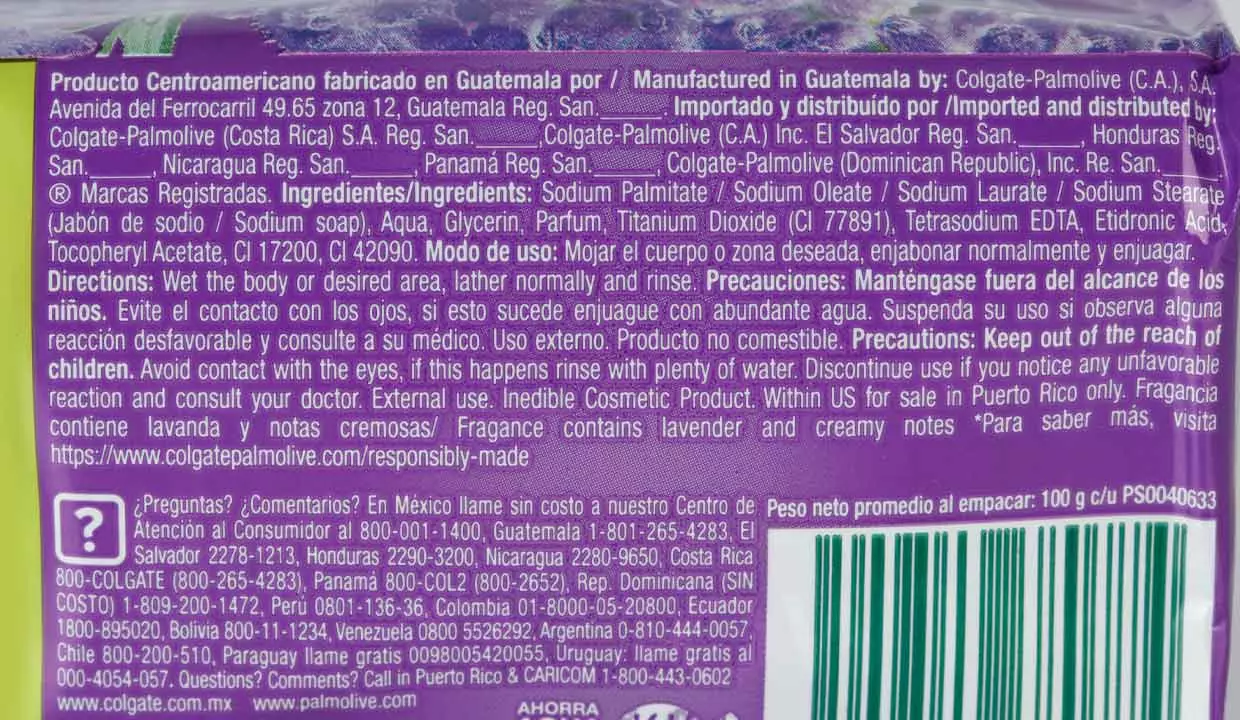 Producto Centroamericano fabricado en Guatemala por / Manufactured in Guatemala by: Colgate-Palmolive (C.A.), S.A.
Avenida del Ferrocarril 49.65 zona 12, Guatemala Reg. San.______. Importado y distribuído por /Imported and distributed by:
Colgate-Palmolive (Costa Rica) S.A. Reg. San.______,Colgate-Palmolive (C.A.) Inc. El Salvador Reg. San.______, Honduras Reg.
San.______, Nicaragua Reg. San.______, Panamá Reg. San.______, Colgate-Palmolive (Dominican Republic), Inc. Re. San.______
® Marcas Registradas. Ingredientes/Ingredients: Sodium Palmitate / Sodium Oleate / Sodium Laurate / Sodium Stearate
(Jabón de sodio / Sodium soap), Aqua, Glycerin, Parfum, Titanium Dioxide (CI 77891), Tetrasodium EDTA, Etidronic Acid,
Tocopheryl Acetate, CI 17200, CI 42090. Modo de uso: Mojar el cuerpo o zona deseada, enjabonar normalmente y enjuagar.
Directions: Wet the body or desired area, lather normally and rinse. Precauciones: Manténgase fuera del alcance de los
niños. Evite el contacto con los ojos, si esto sucede enjuague con abundante agua. Suspenda su uso si observa alguna
reacción desfavorable y consulte a su médico. Uso externo. Producto no comestible. Precautions: Keep out of the reach of
children. Avoid contact with the eyes, if this happens rinse with plenty of water. Discontinue use if you notice any unfavorable
reaction and consult your doctor. External use. Inedible Cosmetic Product. Within US for sale in Puerto Rico only. Fragancia
contiene lavanda y notas cremosas/ Fragance contains lavender and creamy notes *Para saber más, visita
https://www.colgatepalmolive.com/responsibly-made
?
¿Preguntas? ¿Comentarios? En México llame sin costo a nuestro Centro de
Atención al Consumidor al 800-001-1400, Guatemala 1-801-265-4283, El
Salvador 2278-1213, Honduras 2290-3200, Nicaragua 2280-9650, Costa Rica
800-COLGATE (800-265-4283), Panamá 800-COL2 (800-2652), Rep. Dominicana (SIN
COSTO) 1-809-200-1472, Perú 0801-136-36, Colombia 01-8000-05-20800, Ecuador
1800-895020, Bolivia 800-11-1234, Venezuela 0800 5526292, Argentina 0-810-444-0057,
Chile 800-200-510, Paraguay llame gratis 0098005420055, Uruguay: llame gratis al
000-4054-057. Questions? Comments? Call in Puerto Rico & CARICOM 1-800-443-0602
www.colgate.com.mx www.palmolive.com
Peso neto promedio al empacar: 100 g c/u PS0040633
AHORRA